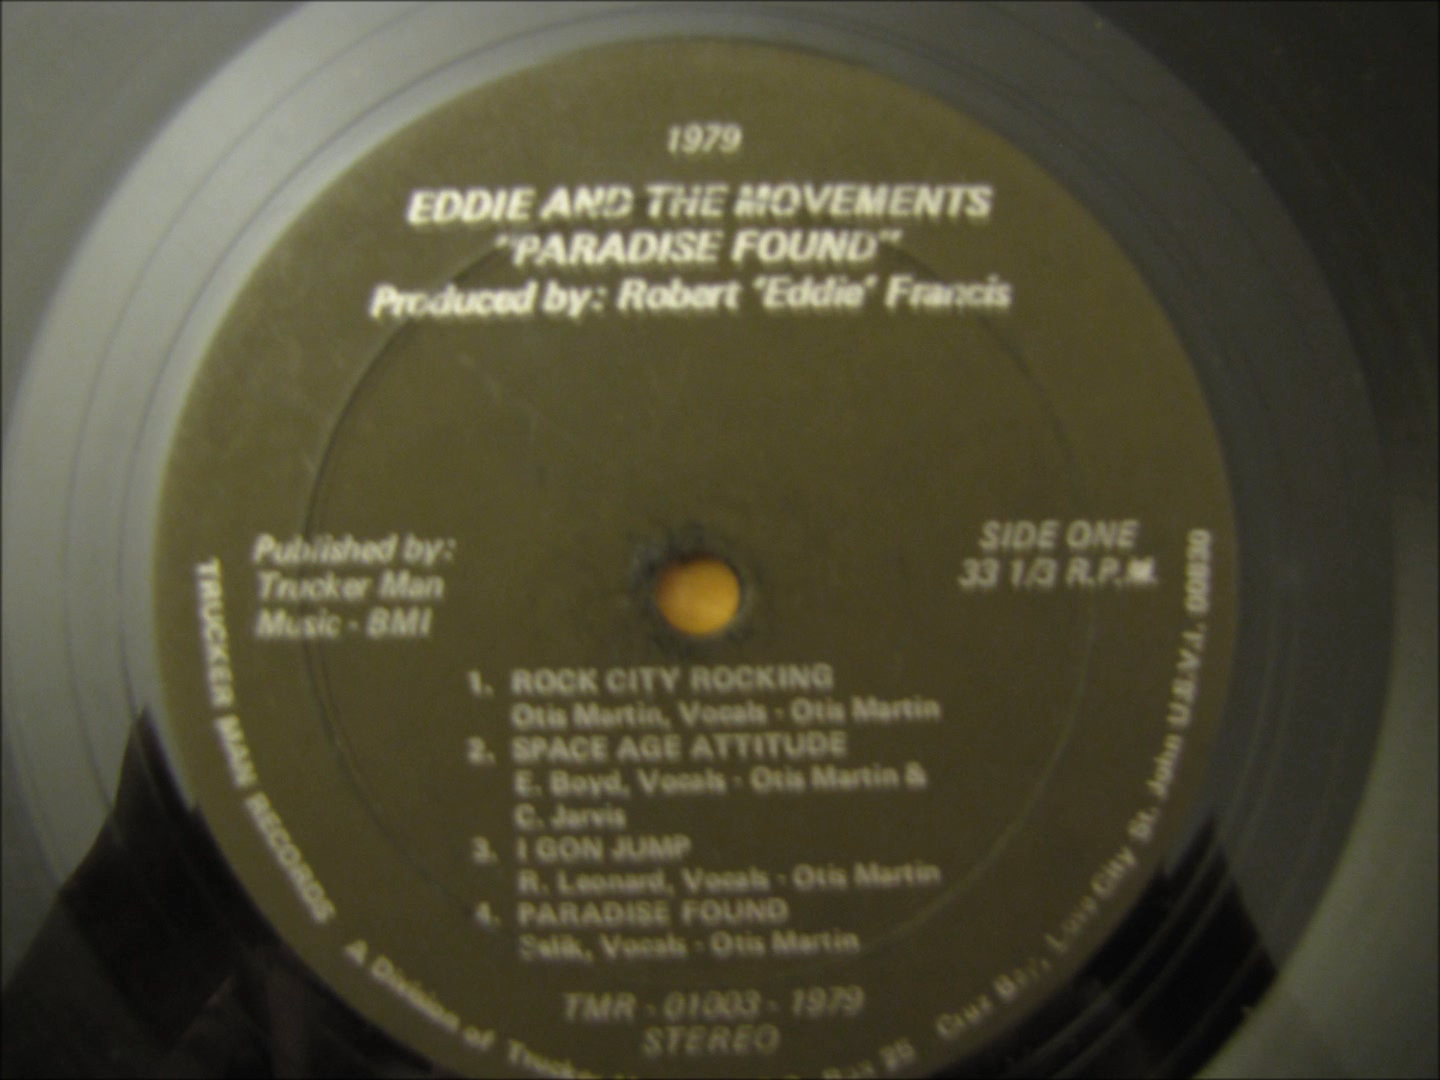 1979
EDDIE AND THE MOVEMENTS
"PARADISE FOUND"
Produced by: Robert "Eddie" Francis
Published by:
Trucker Man
Music - BMI
SIDE ONE
33 1/3 R.P.M.
1. ROCK CITY ROCKING
Otis Martin, Vocals - Otis Martin
2. SPACE AGE ATTITUDE
E. Boyd, Vocals - Otis Martin &
C. Jarvis
3. I GON JUMP
R. Leonard, Vocals - Otis Martin
4. PARADISE FOUND
Vocals - Otis Martin
TMR - 01003 - 1979
STEREO
TRUCKER MAN RECORDS A Division of Trucker Box 26 Cruz Bay, City St. John U.S.V.I. 00830